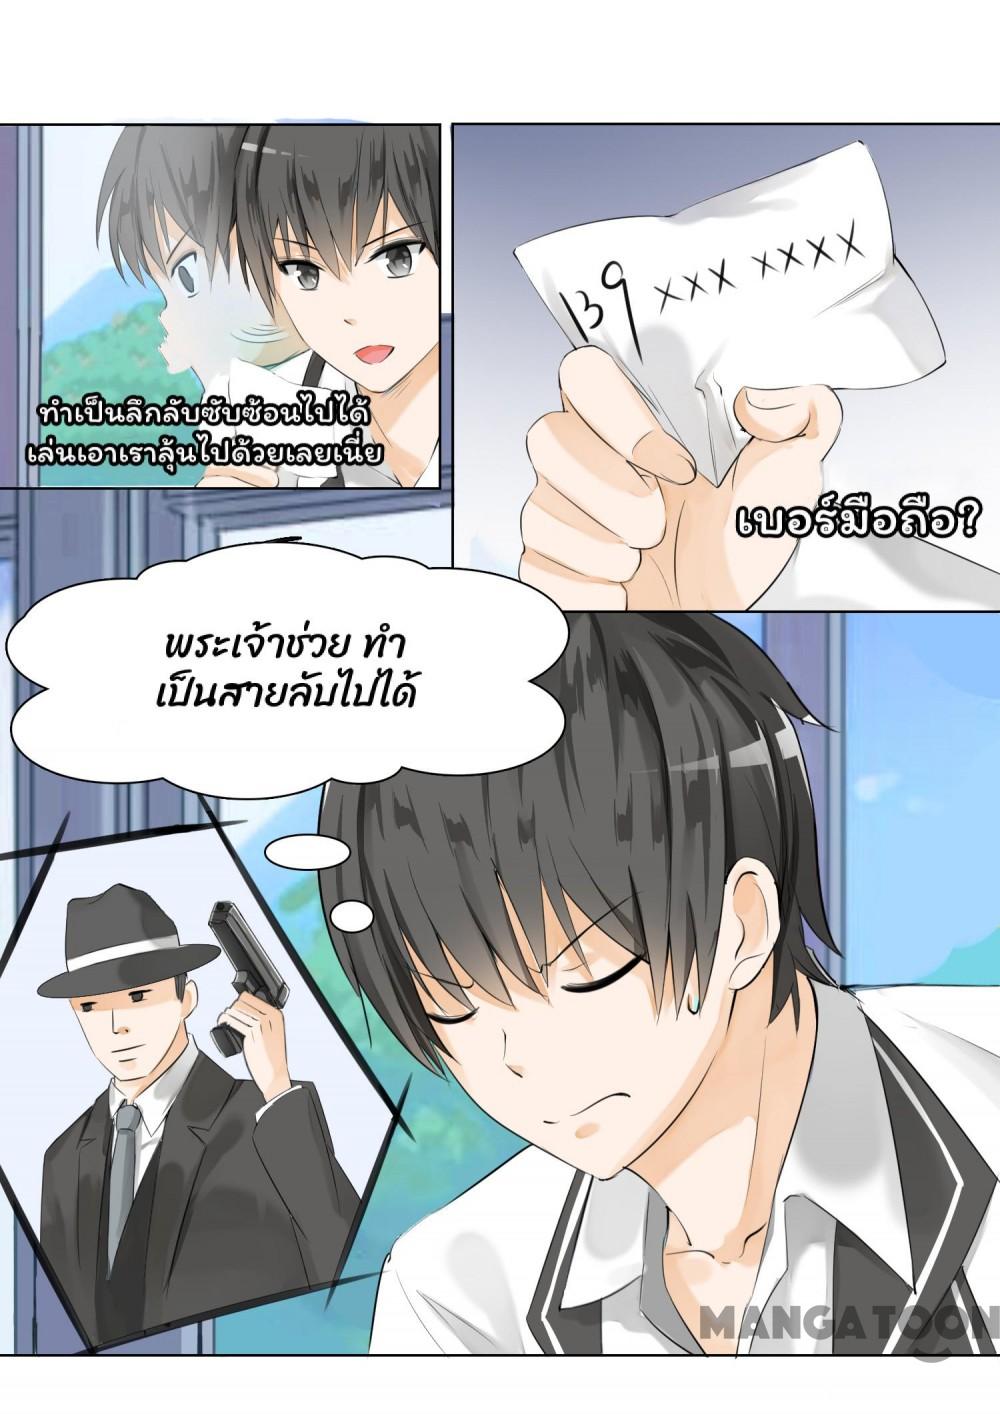 ทำเป็นลึกลับซับซ้อนไปได้
เล่นเอาเราลุ้นไปด้วยเลยเนี่ย
139 xxx xxxx
เบอร์มือถือ?
พระเจ้าช่วย ทำ
เป็นสายลับไปได้
MANGATOON